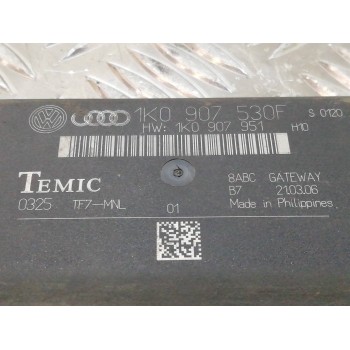 1K0 907 530F S 0120
HW: 1K0 907 951 H10
TEMIC
8ABC GATEWAY
0325 TF7-MNL 01
B7 21.03.06
Made in Philippines